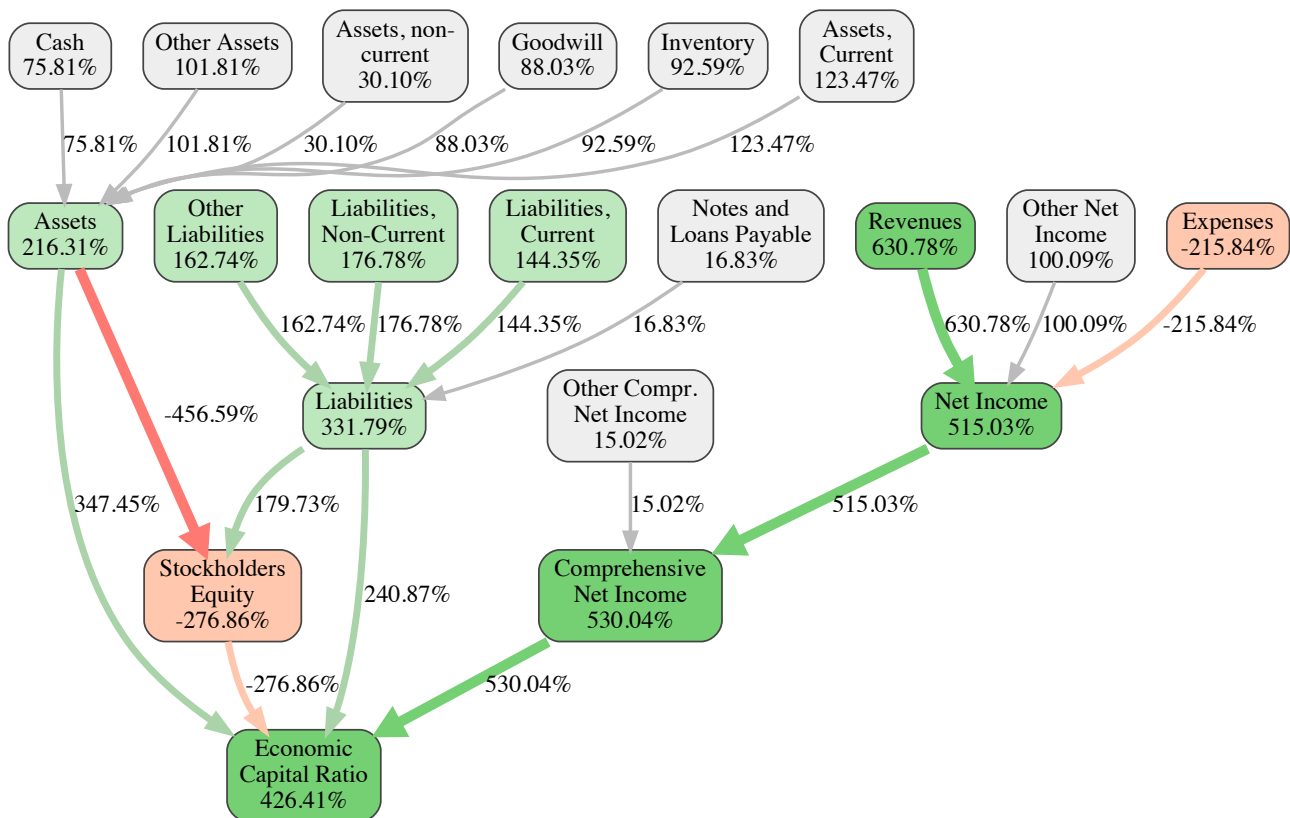 Cash
75.81%
Other Assets
101.81%
Assets, non-
current
30.10%
Goodwill
88.03%
Inventory
92.59%
Assets,
Current
123.47%
75.81%
101.81%
30.10%
88.03%
92.59%
123.47%
Assets
216.31%
Other
Liabilities
162.74%
Liabilities,
Non-Current
176.78%
Liabilities,
Current
144.35%
Notes and
Loans Payable
16.83%
Revenues
630.78%
Other Net
Income
100.09%
Expenses
-215.84%
162.74%
176.78%
144.35%
16.83%
630.78%
100.09%
-215.84%
-456.59%
Liabilities
331.79%
Other Compr.
Net Income
15.02%
Net Income
515.03%
347.45%
179.73%
15.02%
515.03%
Stockholders
Equity
-276.86%
240.87%
Comprehensive
Net Income
530.04%
-276.86%
530.04%
Economic
Capital Ratio
426.41%